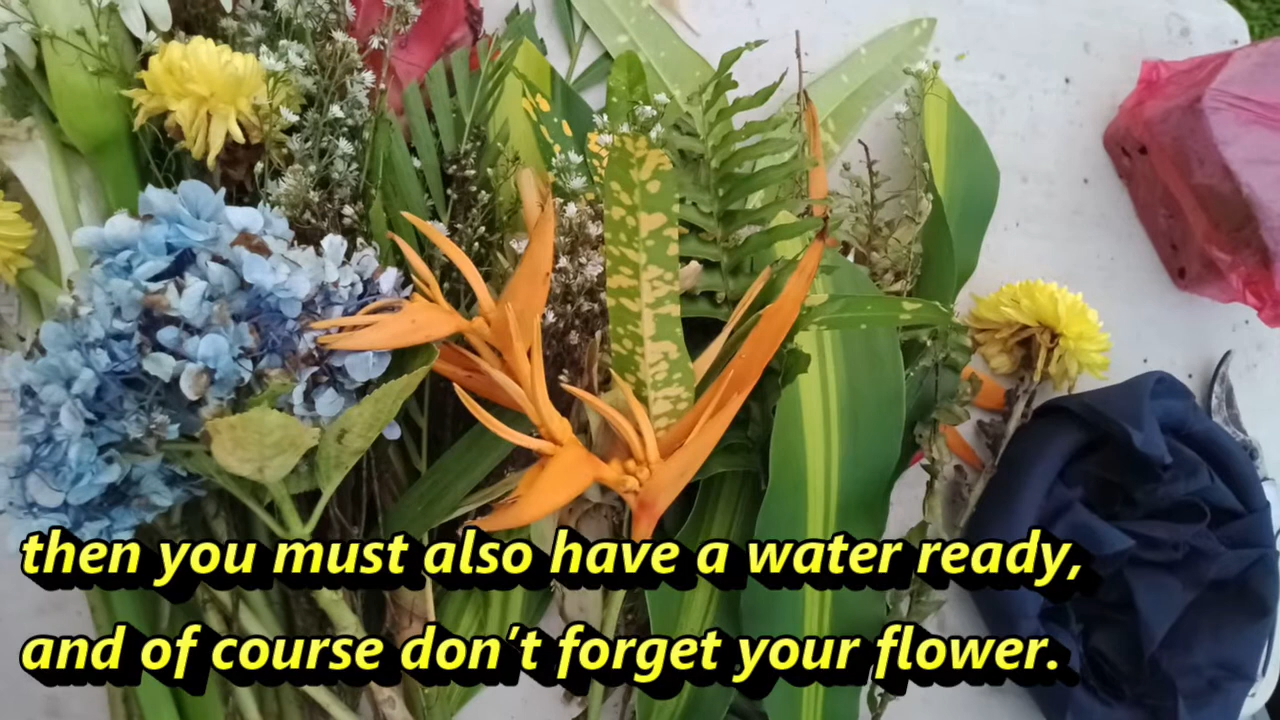 then you must also have a water ready,
and of course don't forget your flower.